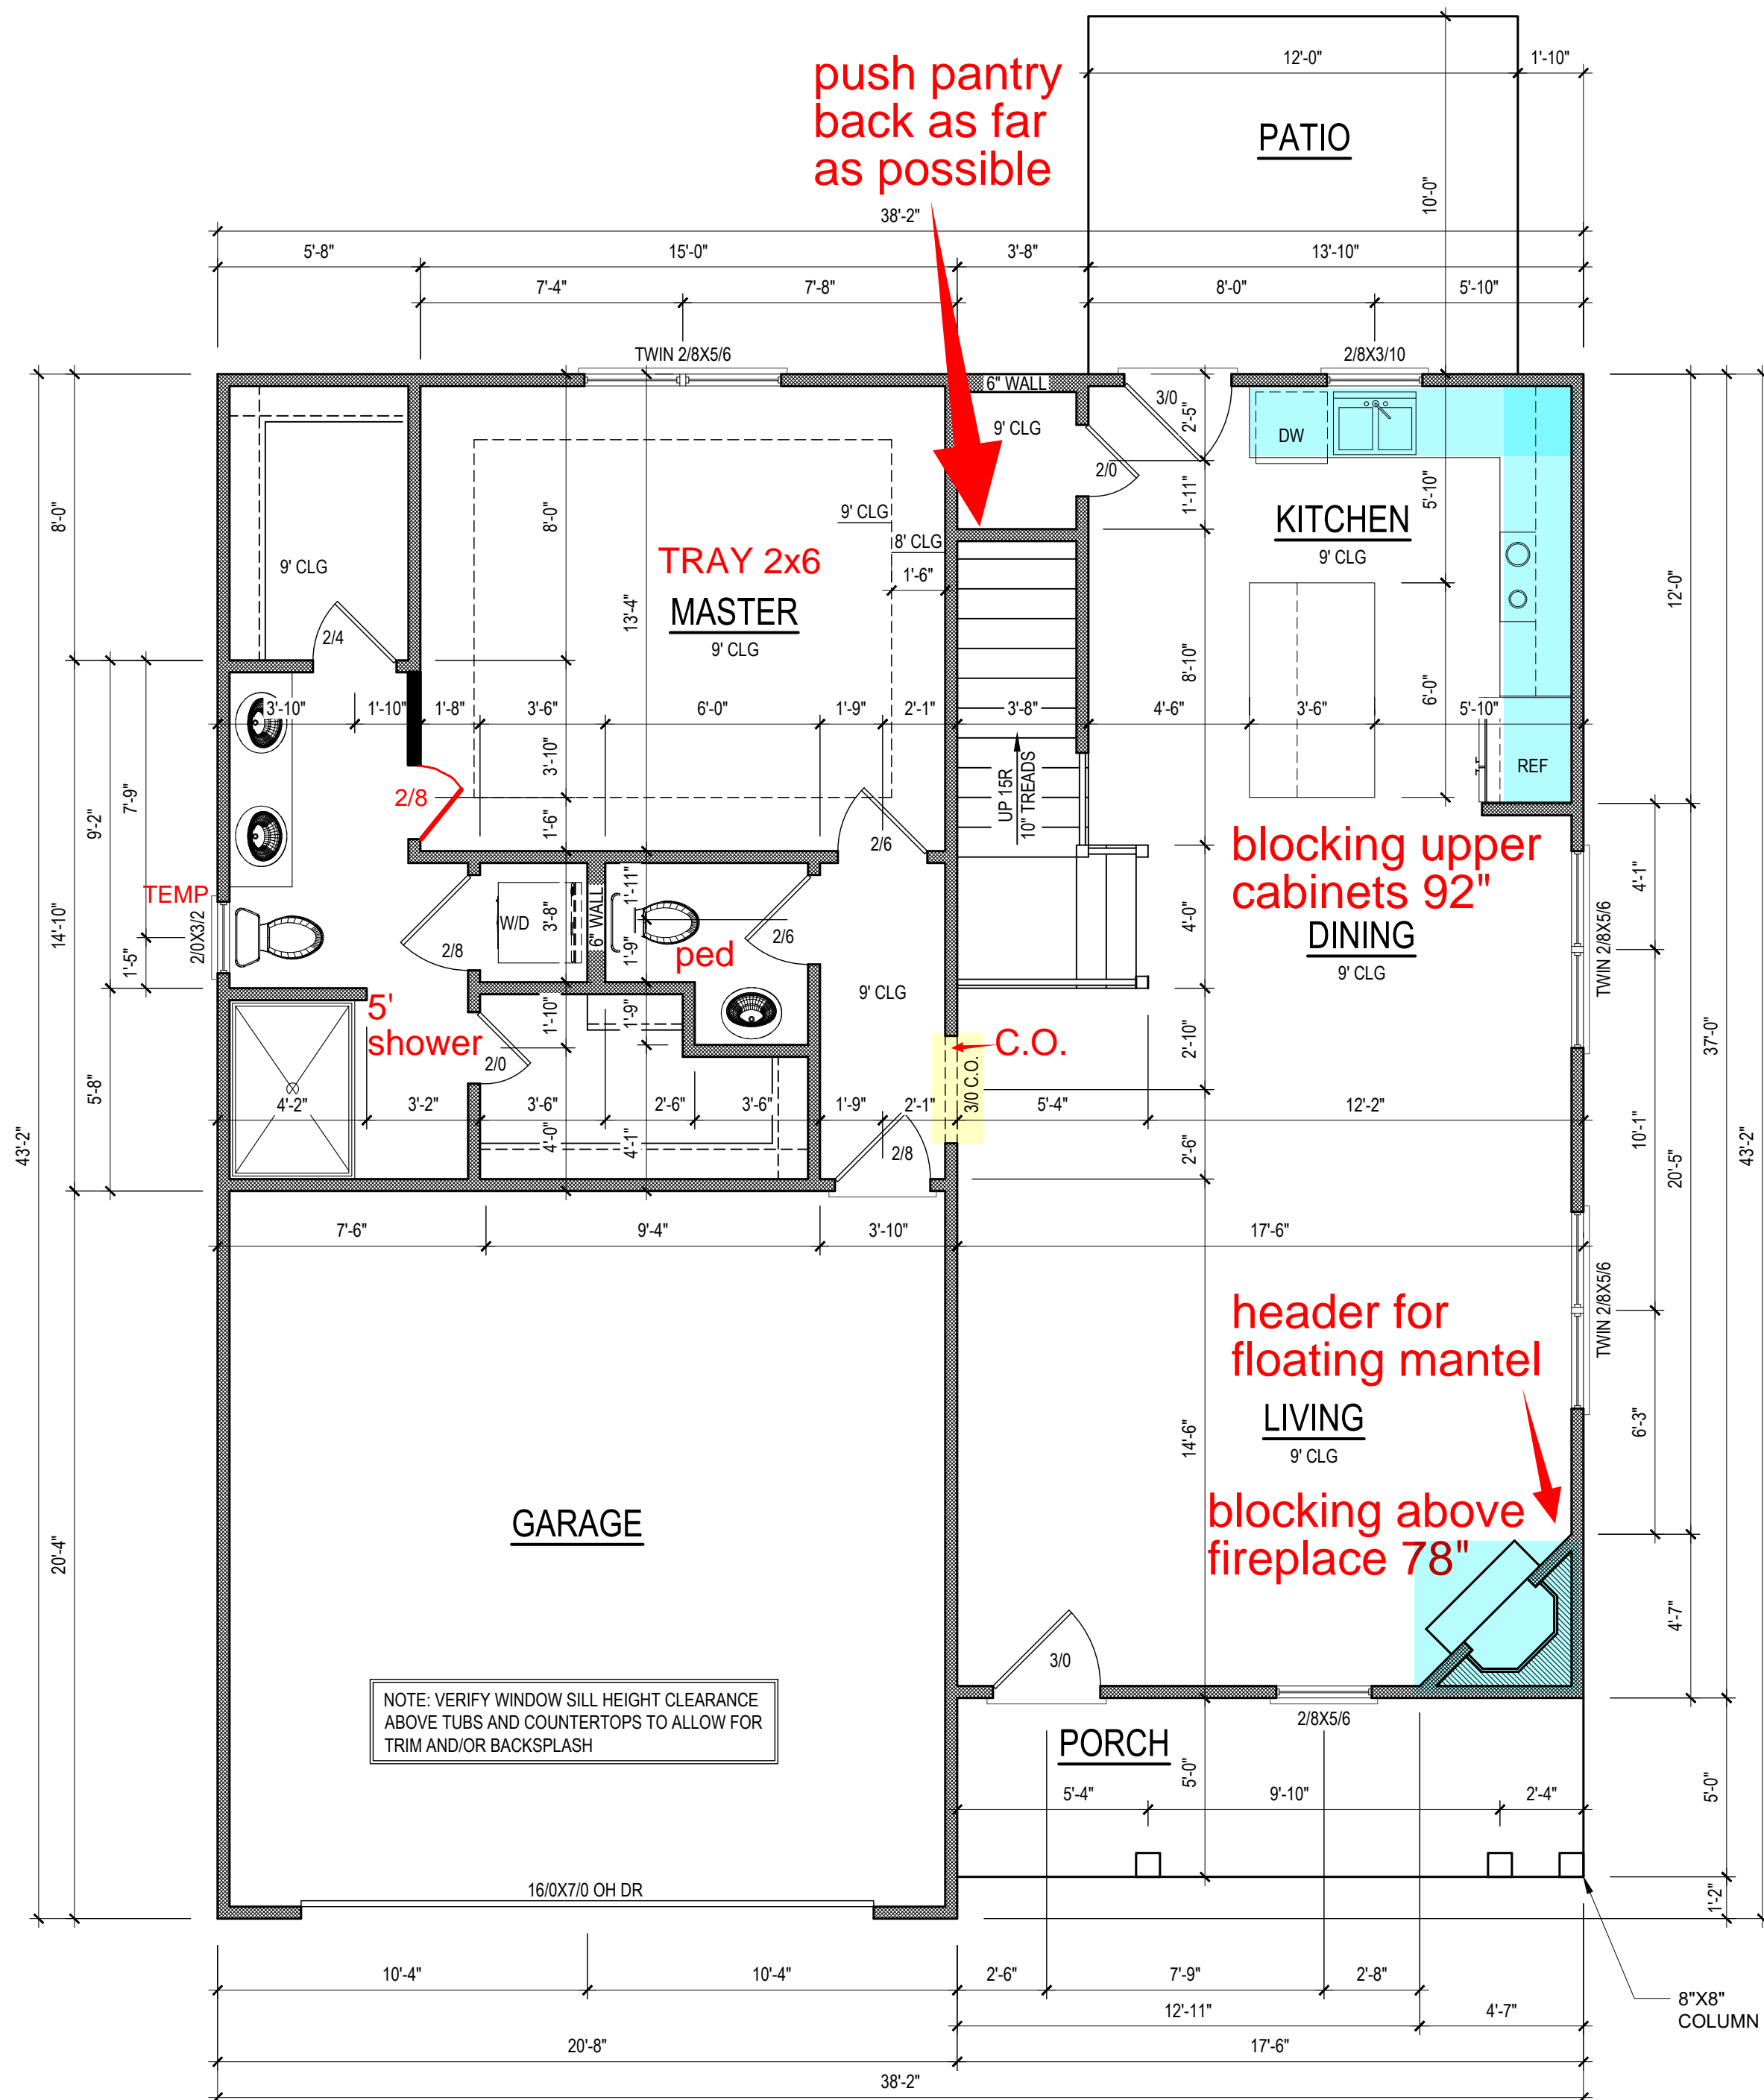 push pantry
back as far
as possible
12'-0"
1'-10"
PATIO
10'-0"
38'-2"
5'-8"
15'-0"
3'-8"
13'-10"
7'-4"
7'-8"
8'-0"
5'-10"
TWIN 2/8X5/6
2/8X3/10
6" WALL
3/0
2'-5"
9' CLG
DW
2/0
5'-10"
1'-11"
8'-0"
8'-0"
9' CLG
KITCHEN
9' CLG
8' CLG
1'-6"
TRAY 2x6
9' CLG
13'-4"
MASTER
9' CLG
12'-0"
2/4
8'-10"
6'-0"
3'-10"
1'-10"
1'-8"
3'-6"
6'-0"
1'-9"
2'-1"
3'-8"
4'-6"
3'-6"
5'-10"
3'-10"
UP 15R
10" TREADS
REF
2/8
1'-6"
2/6
7'-9"
9'-2"
blocking upper
cabinets 92"
4'-1"
TEMP
2/0X3/2
14'-10"
1'-5"
W/D
2/8
3'-8"
6" WALL
1'-11"
1'-9"
ped
2/6
4'-0"
DINING
9' CLG
TWIN 2/8X5/6
9' CLG
5'
shower
1'-10"
1'-9"
2/0
C.O.
3/0 C.O.
2'-10"
37'-0"
5'-8"
4'-2"
3'-2"
3'-6"
2'-6"
3'-6"
1'-9"
2'-1"
5'-4"
12'-2"
4'-0"
4'-1"
2/8
2'-6"
10'-1"
20'-5"
43'-2"
43'-2"
7'-6"
9'-4"
3'-10"
17'-6"
header for
floating mantel
TWIN 2/8X5/6
LIVING
9' CLG
14'-6"
6'-3"
blocking above
fireplace 78"
GARAGE
20'-4"
4'-7"
3/0
NOTE: VERIFY WINDOW SILL HEIGHT CLEARANCE
ABOVE TUBS AND COUNTERTOPS TO ALLOW FOR
TRIM AND/OR BACKSPLASH
2/8X5/6
PORCH
5'-0"
5'-4"
9'-10"
2'-4"
5'-0"
16/0X7/0 OH DR
1'-2"
10'-4"
10'-4"
2'-6"
7'-9"
2'-8"
8"X8"
COLUMN
12'-11"
4'-7"
20'-8"
17'-6"
38'-2"